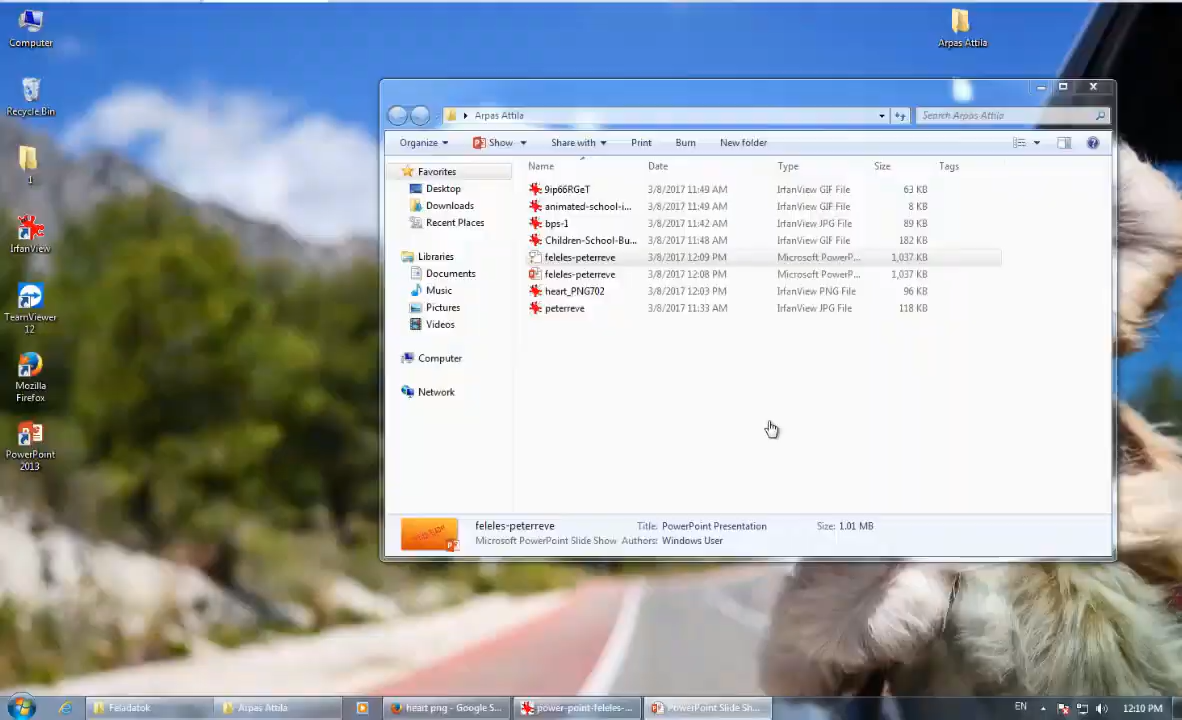 Computer
Recycle Bin
1
IrfanView
TeamViewer
12
Mozilla
Firefox
PowerPoint
2013
Arpas Attila
Arpas Attila
Search Arpas Attila
Organize
Show
Share with
Print
Burn
New folder
Favorites
Desktop
Downloads
Recent Places
Libraries
Documents
Music
Pictures
Videos
Computer
Network
Name Date Type Size Tags
9ip66RGeT 3/8/2017 11:49 AM IrfanView GIF File 63 KB
animated-school-i... 3/8/2017 11:49 AM IrfanView GIF File 8 KB
bps-1 3/8/2017 11:42 AM IrfanView JPG File 89 KB
Children-School-Bu... 3/8/2017 11:48 AM IrfanView GIF File 182 KB
feleles-peterreve 3/8/2017 12:09 PM Microsoft PowerP... 1,037 KB
feleles-peterreve 3/8/2017 12:08 PM Microsoft PowerP... 1,037 KB
heart_PNG702 3/8/2017 12:03 PM IrfanView PNG File 96 KB
peterreve 3/8/2017 11:33 AM IrfanView JPG File 118 KB
feleles-peterreve Title: PowerPoint Presentation Size: 1.01 MB
Microsoft PowerPoint Slide Show Authors: Windows User
Feladatok
Arpas Attila
heart png - Google S...
power-point-feleles-...
PowerPoint Slide Sh...
EN
12:10 PM